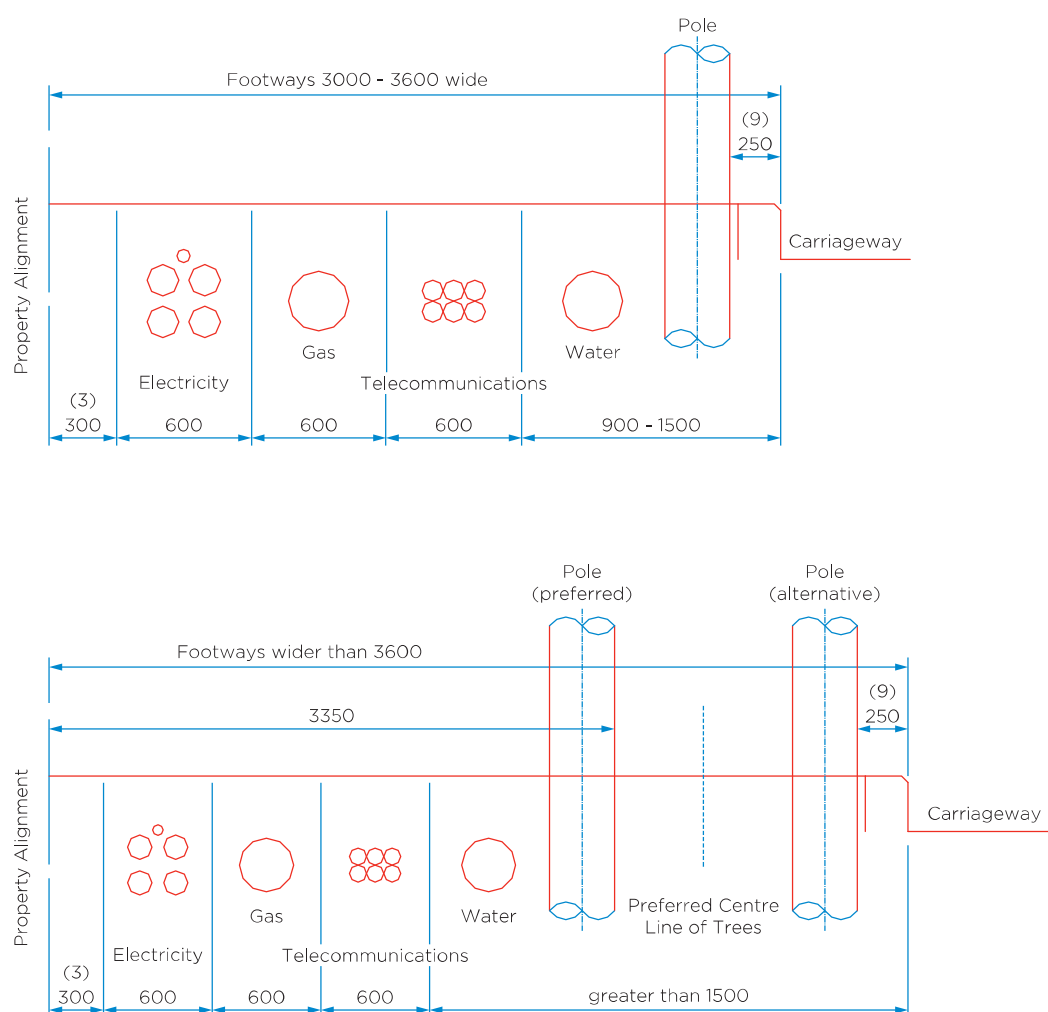 Pole
Footways 3000 - 3600 wide
(9)
250
Property Alignment
Carriageway
Gas
Water
Electricity
Telecommunications
(3)
300
600
600
600
900 - 1500
Pole
(preferred)
Pole
(alternative)
Footways wider than 3600
(9)
250
3350
Property Alignment
Carriageway
Gas
Water
Preferred Centre
Line of Trees
Electricity
Telecommunications
(3)
300
600
600
600
greater than 1500